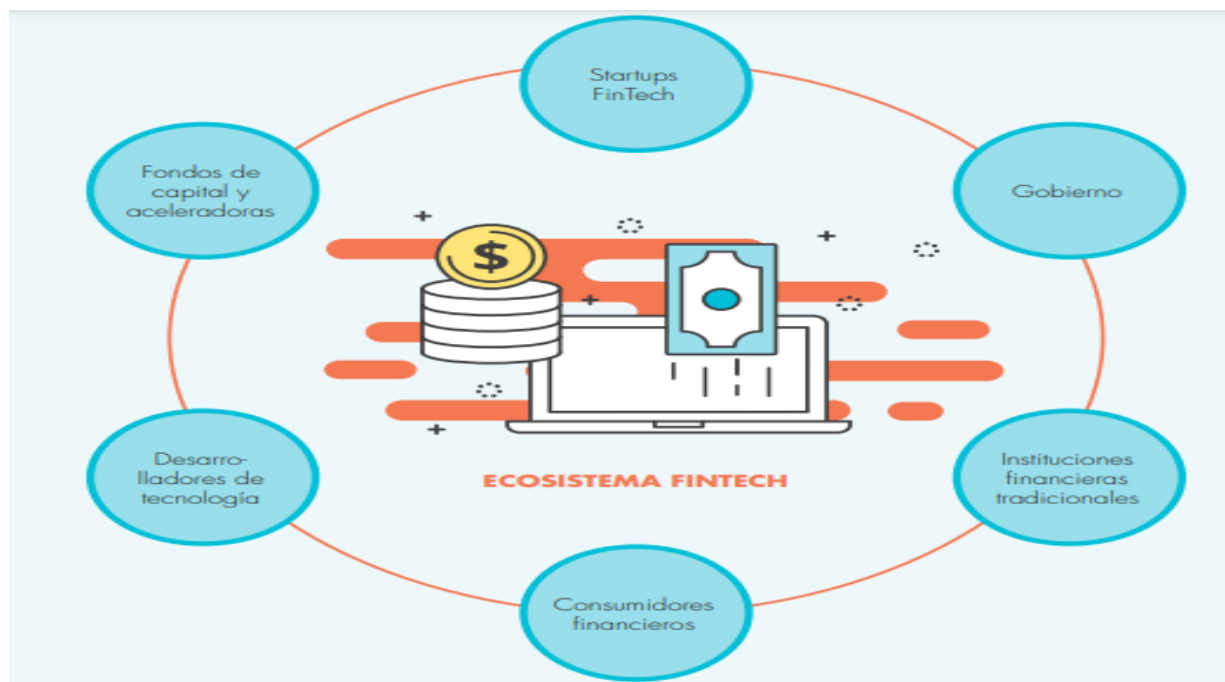 Startups
FinTech
Gobierno
Instituciones
financieras
tradicionales
Consumidores
financieros
Desarro-
lladores de
tecnología
Fondos de
capital y
aceleradoras
$
ECOSISTEMA FINTECH